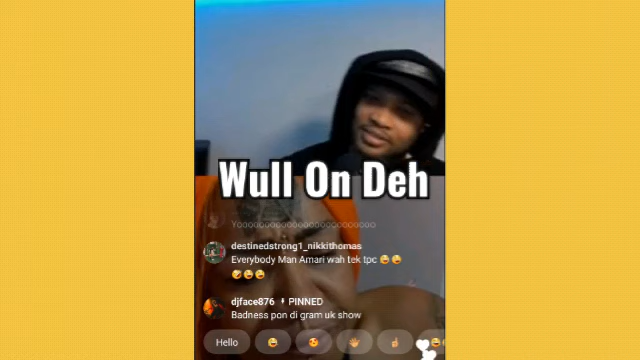 Wull On Deh
destinedstrong1_nikkithomas
Everybody Man Amari wah tek tpc 😂😂
🤣😂😂
djface876 PINNED
Badness pon di gram uk show
Hello